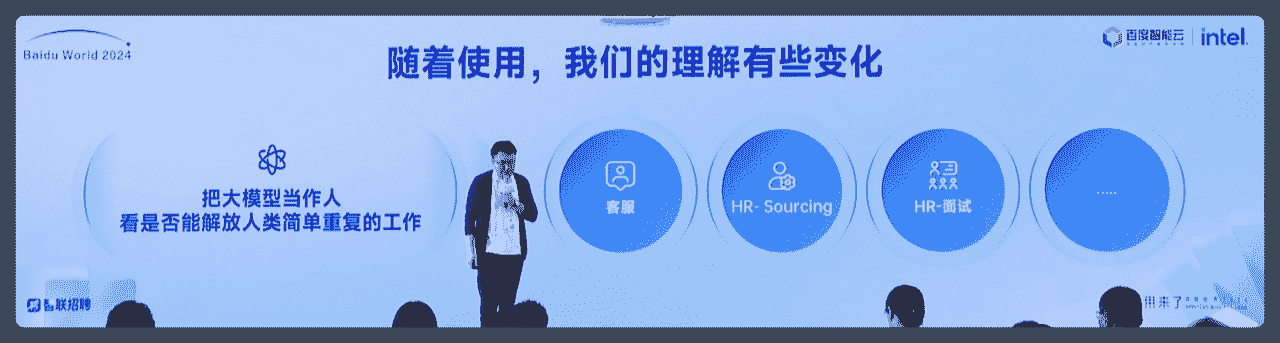 Baidu World 2024
百度智能云
intel
随着使用，我们的理解有些变化
把大模型当作人
看是否能解放人类简单重复的工作
客服
HR- Sourcing
HR-面试
.....
联招聘
用来了